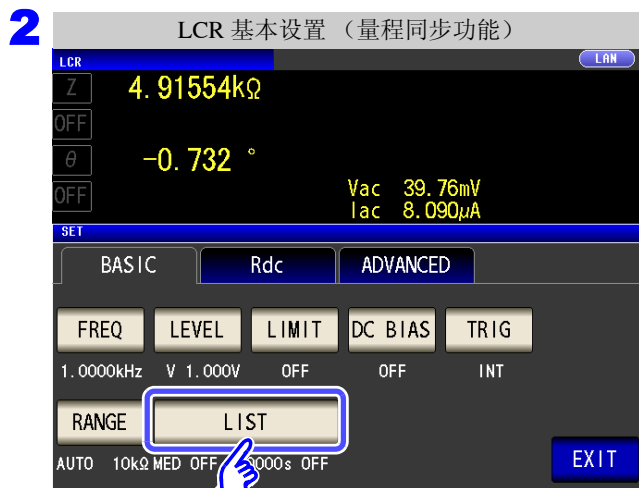 2
LCR 基本设置 （量程同步功能）
LCR
LAN
Z 4.91554kΩ
OFF
θ -0.732 °
OFF
Vac 39.76mV
Iac 8.090μA
SET
BASIC Rdc ADVANCED
FREQ LEVEL LIMIT DC BIAS TRIG
1.0000kHz V 1.000V OFF OFF INT
RANGE LIST
AUTO 10kΩ MED OFF 0000s OFF
EXIT